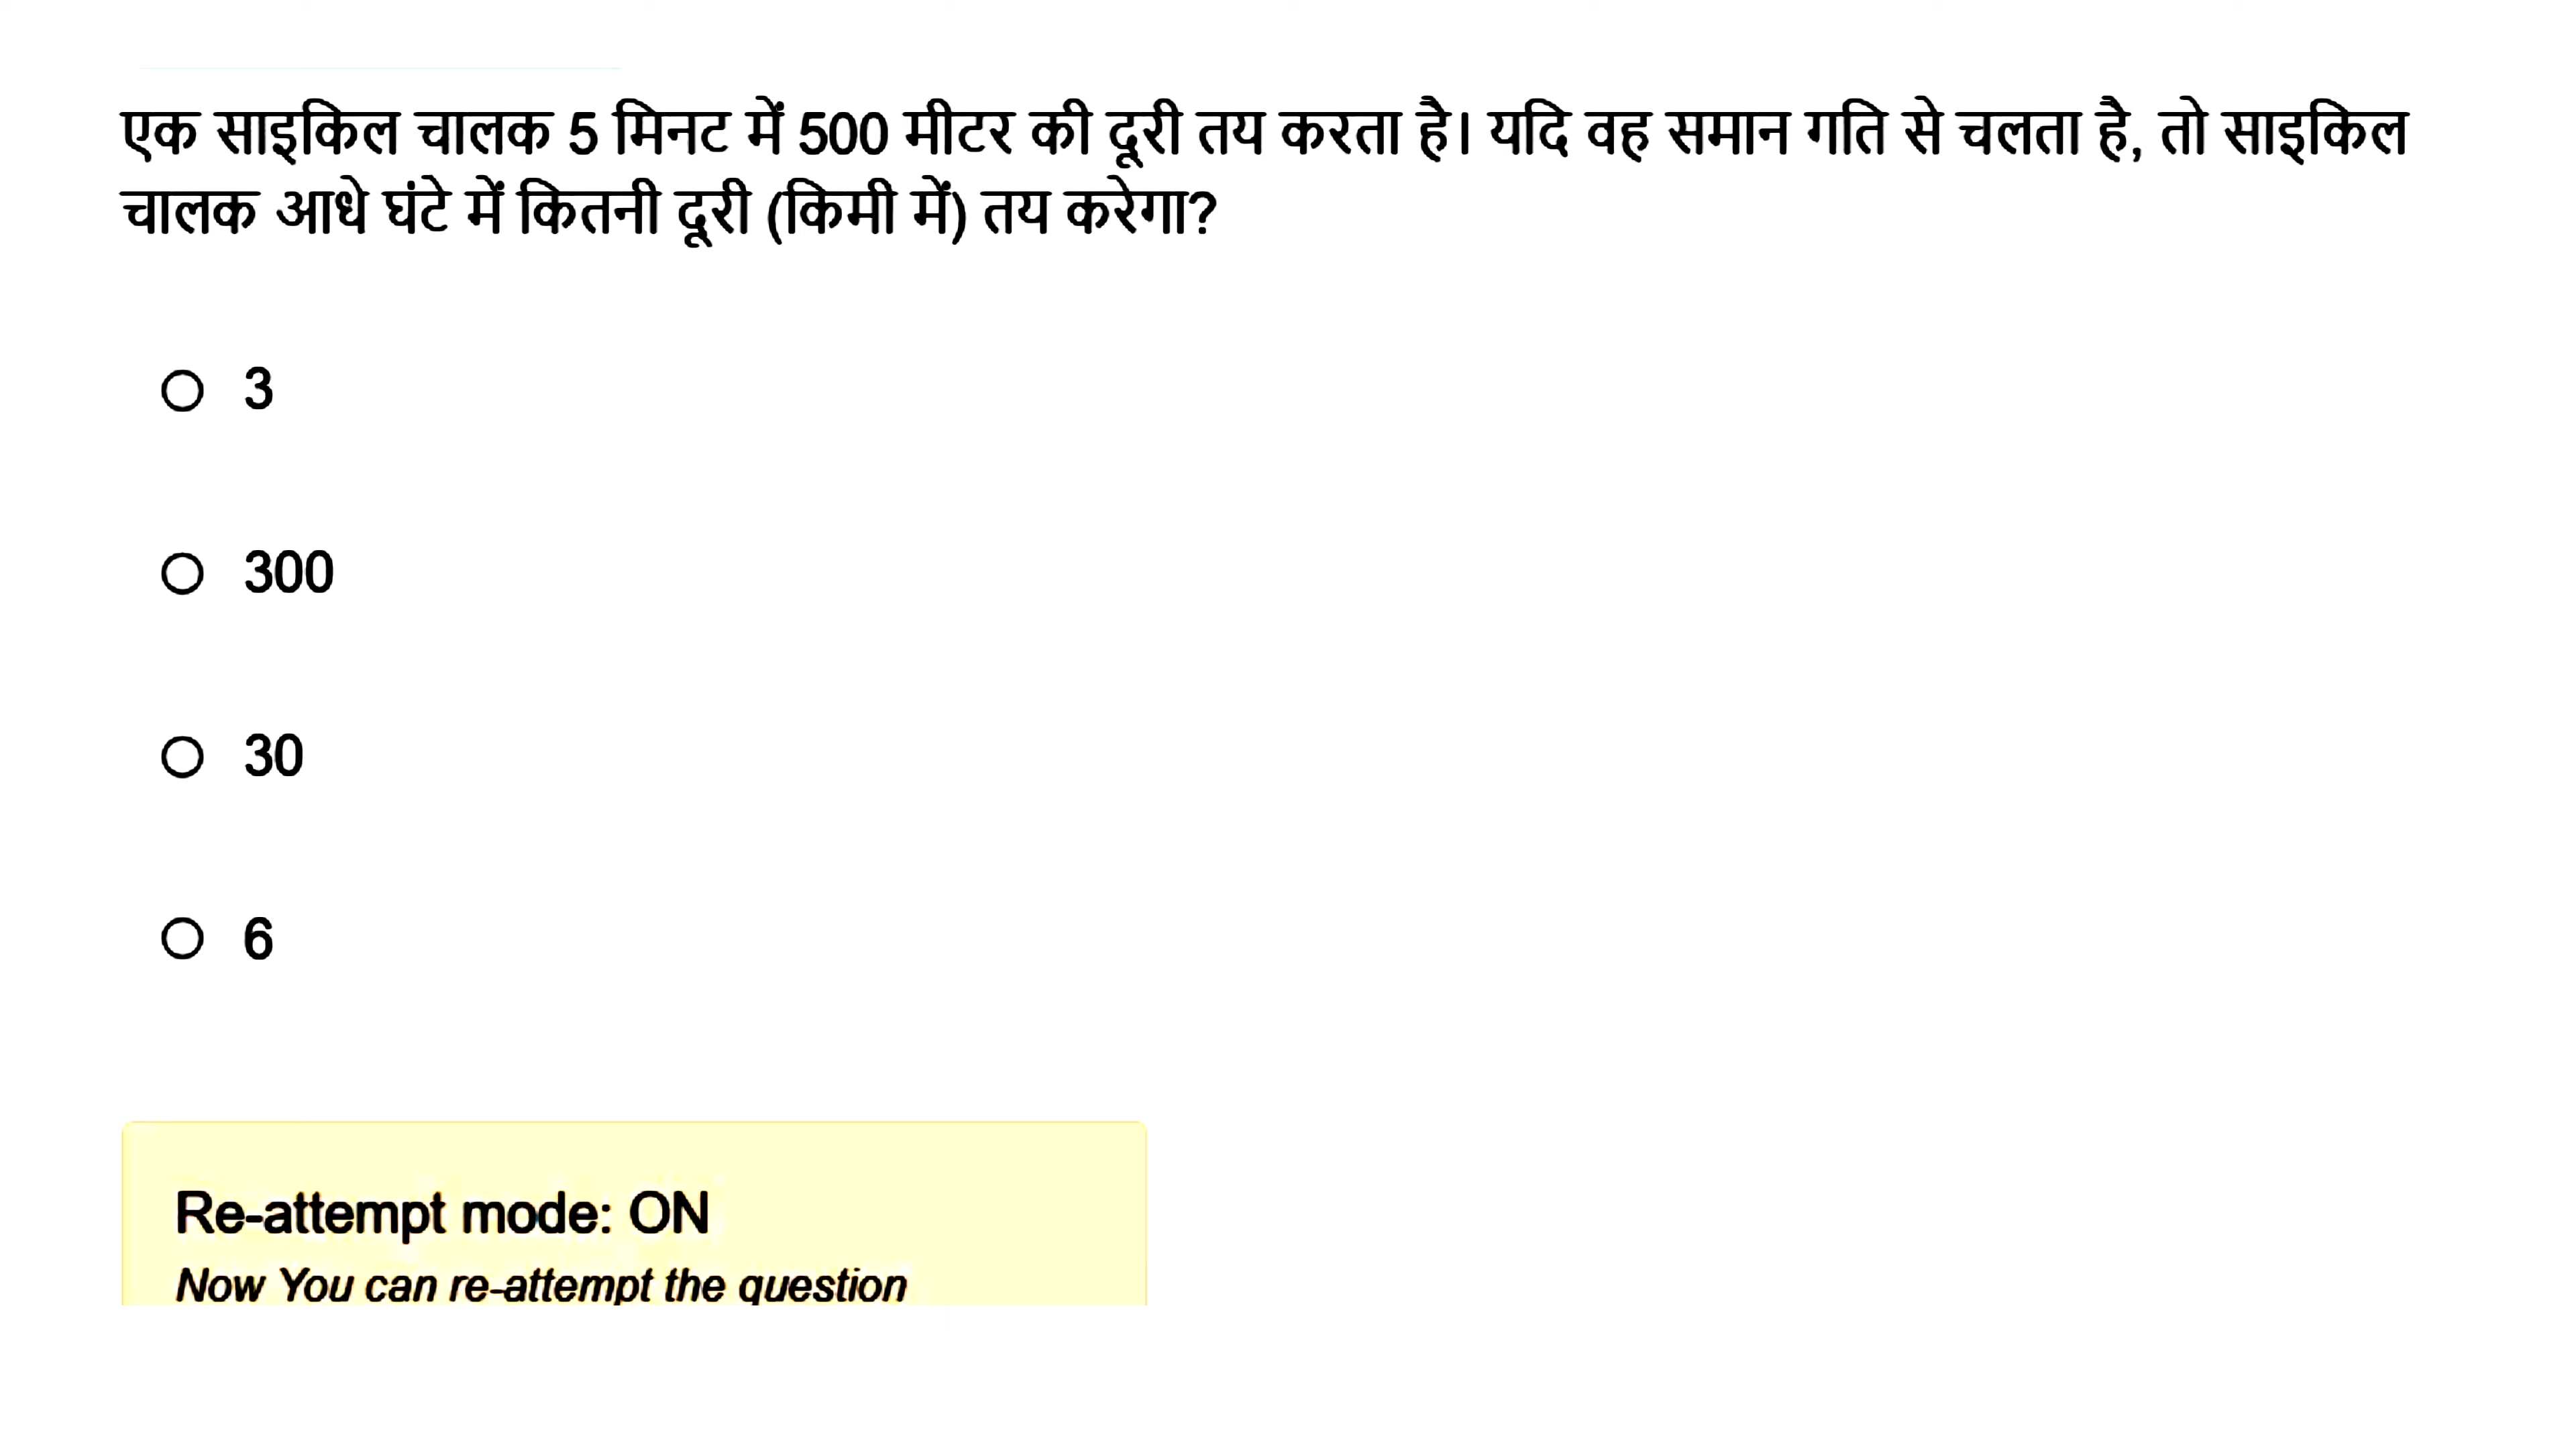 एक साइकिल चालक 5 मिनट में 500 मीटर की दूरी तय करता है। यदि वह समान गति से चलता है, तो साइकिल
चालक आधे घंटे में कितनी दूरी (किमी में) तय करेगा?
3
300
30
6
Re-attempt mode: ON
Now You can re-attempt the question